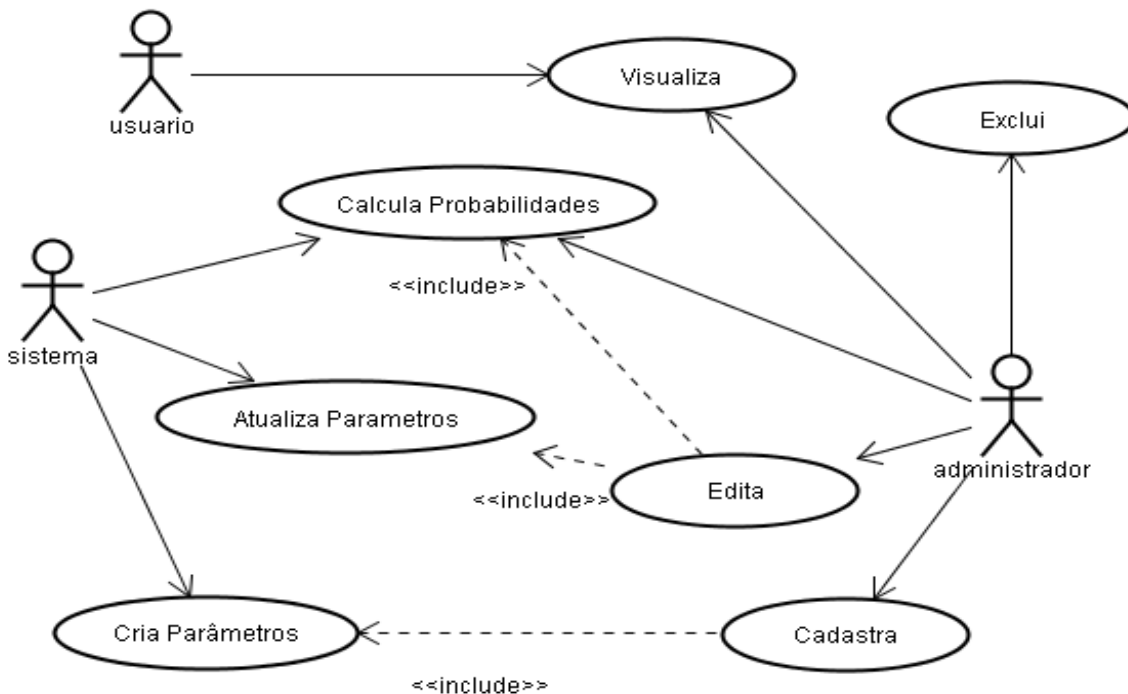 Visualiza
Exclui
usuario
Calcula Probabilidades
<<include>>
sistema
Atualiza Parametros
administrador
Edita
<<include>>
Cria Parâmetros
Cadastra
<<include>>